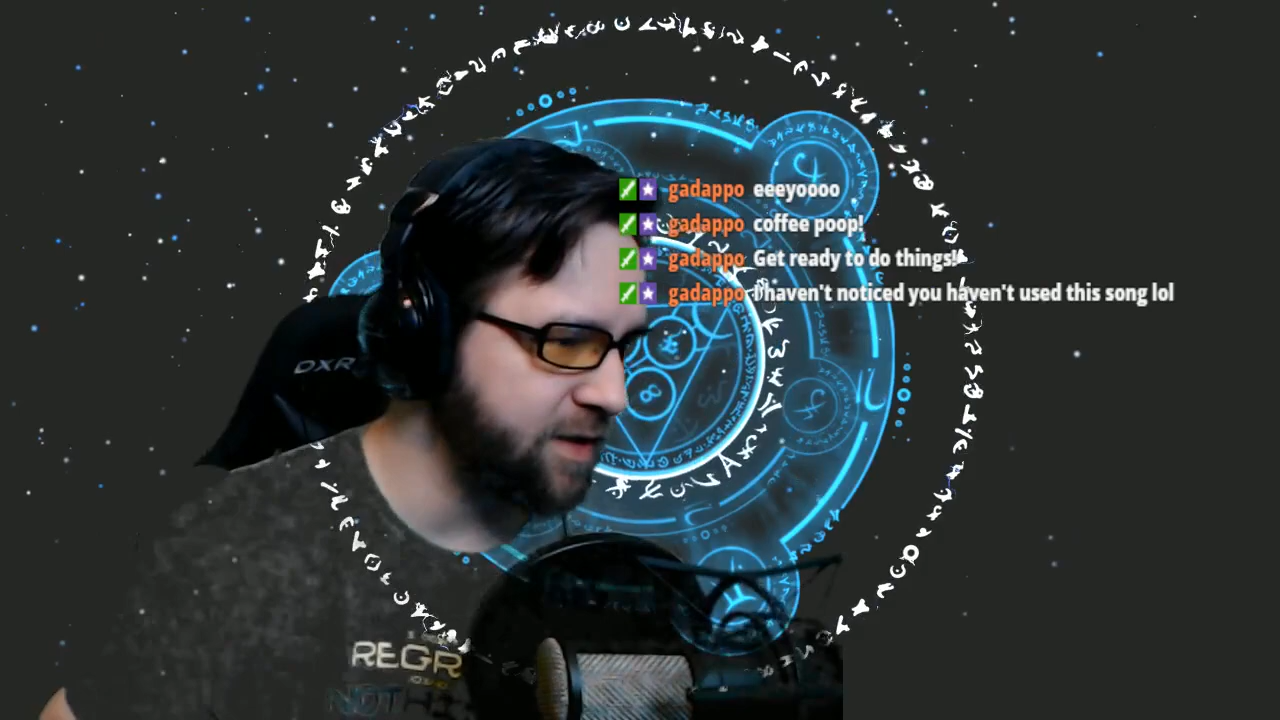 gadappo eeeyoooo
gadappo coffee poop!
gadappo Get ready to do things!
gadappo I haven't noticed you haven't used this song lol
DXR
REGR
NOTHI